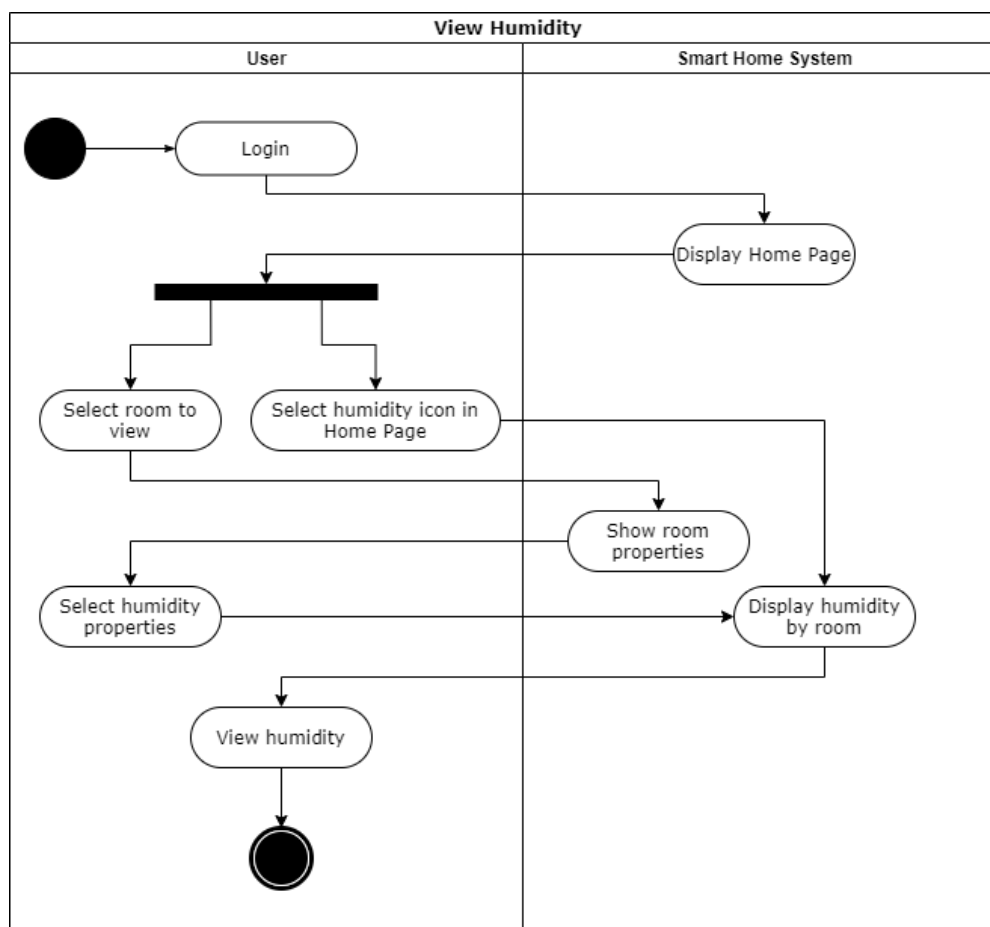 View Humidity
User
Smart Home System
Login
Display Home Page
Select room to
view
Select humidity icon in
Home Page
Show room
properties
Select humidity
properties
Display humidity
by room
View humidity